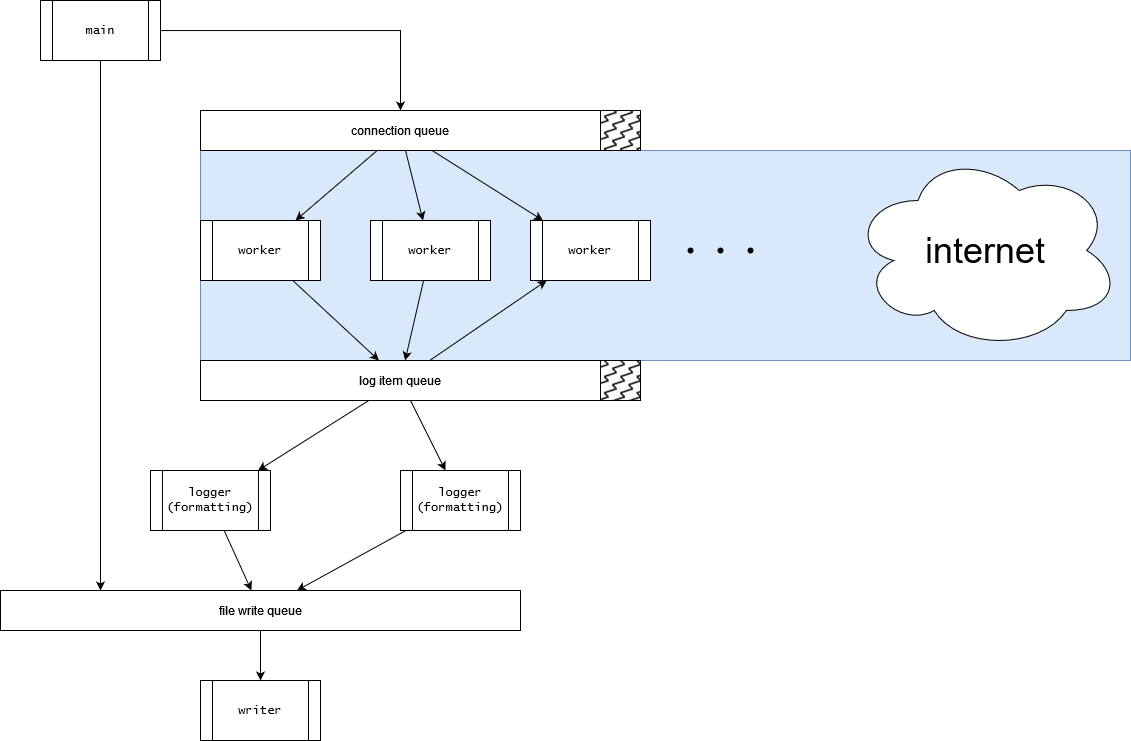 main
connection queue
worker
worker
worker
internet
log item queue
logger
(formatting)
logger
(formatting)
file write queue
writer